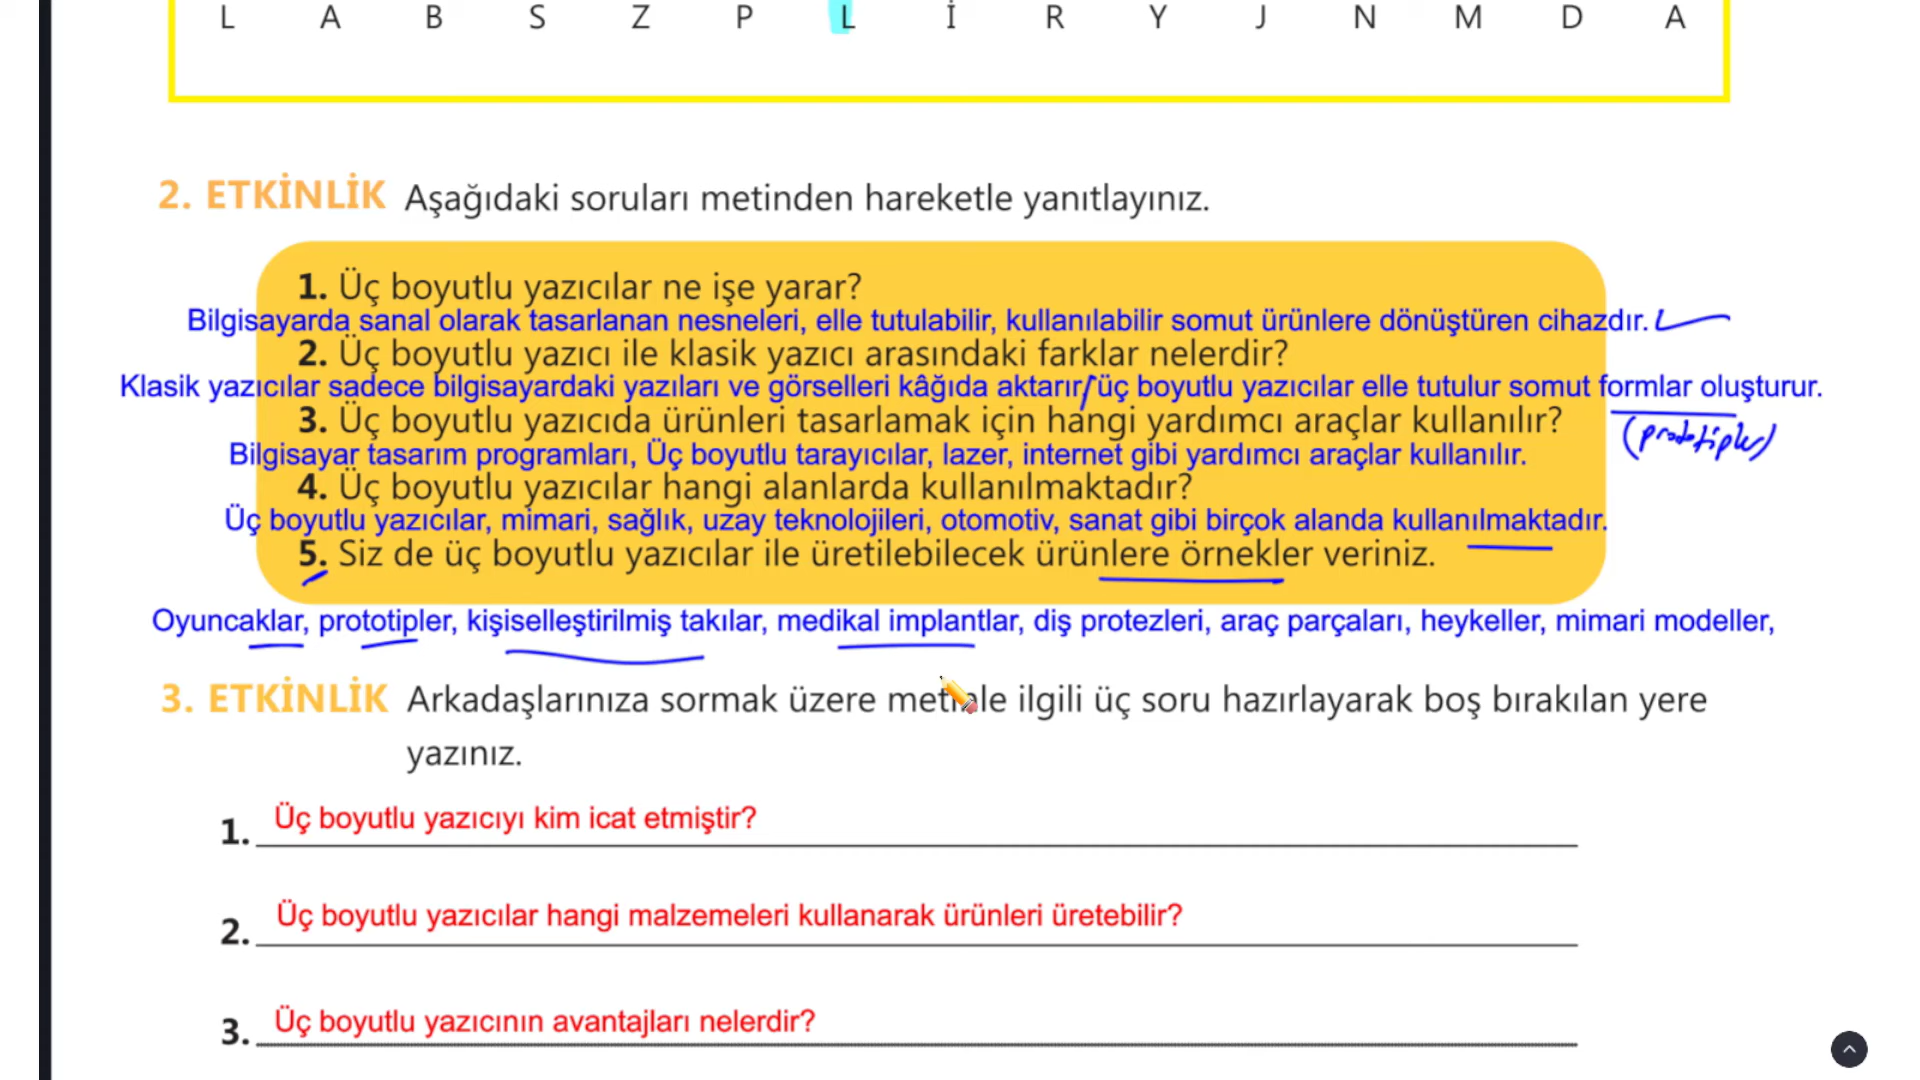 L A B S Z P L İ R Y J N M D A
2. ETKİNLİK Aşağıdaki soruları metinden hareketle yanıtlayınız.
1. Üç boyutlu yazıcılar ne işe yarar?
Bilgisayarda sanal olarak tasarlanan nesneleri, elle tutulabilir, kullanılabilir somut ürünlere dönüştüren cihazdır.
2. Üç boyutlu yazıcı ile klasik yazıcı arasındaki farklar nelerdir?
Klasik yazıcılar sadece bilgisayardaki yazıları ve görselleri kâğıda aktarır/üç boyutlu yazıcılar elle tutulur somut formlar oluşturur.
3. Üç boyutlu yazıcıda ürünleri tasarlamak için hangi yardımcı araçlar kullanılır?
(prototipler)
Bilgisayar tasarım programları, Üç boyutlu tarayıcılar, lazer, internet gibi yardımcı araçlar kullanılır.
4. Üç boyutlu yazıcılar hangi alanlarda kullanılmaktadır?
Üç boyutlu yazıcılar, mimari, sağlık, uzay teknolojileri, otomotiv, sanat gibi birçok alanda kullanılmaktadır.
5. Siz de üç boyutlu yazıcılar ile üretilebilecek ürünlere örnekler veriniz.
Oyuncaklar, prototipler, kişiselleştirilmiş takılar, medikal implantlar, diş protezleri, araç parçaları, heykeller, mimari modeller,
3. ETKİNLİK Arkadaşlarınıza sormak üzere metinle ilgili üç soru hazırlayarak boş bırakılan yere
yazınız.
1. Üç boyutlu yazıcıyı kim icat etmiştir?
2. Üç boyutlu yazıcılar hangi malzemeleri kullanarak ürünleri üretebilir?
3. Üç boyutlu yazıcının avantajları nelerdir?